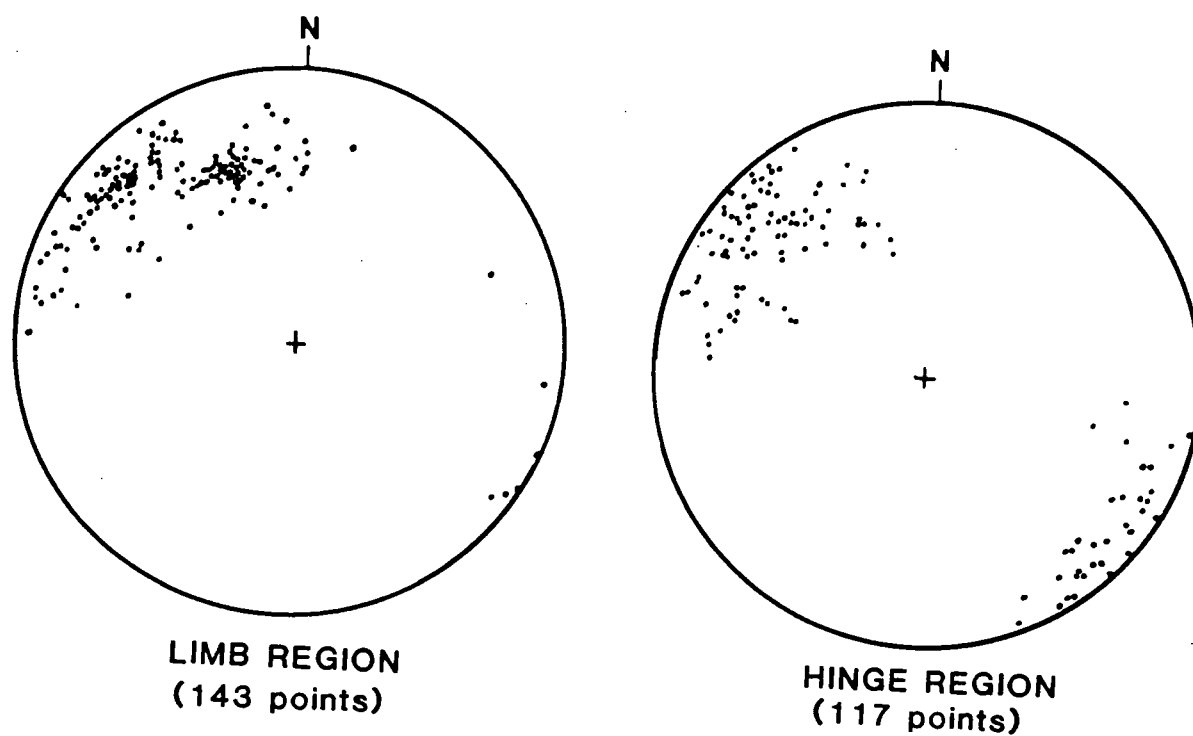 N
LIMB REGION
(143 points)
N
HINGE REGION
(117 points)